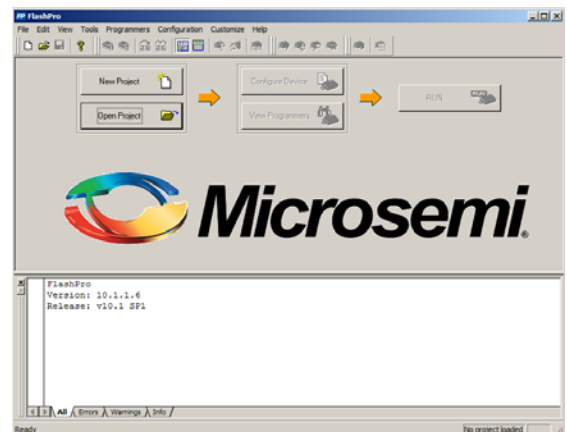 FlashPro
File Edit View Tools Programmers Configuration Customize Help
New Project
Open Project
Configure Device
View Programmers
RUN
Microsemi®
FlashPro
Version: 10.1.1.6
Release: v10.1 SP1
All Errors Warnings Info
Ready No project loaded